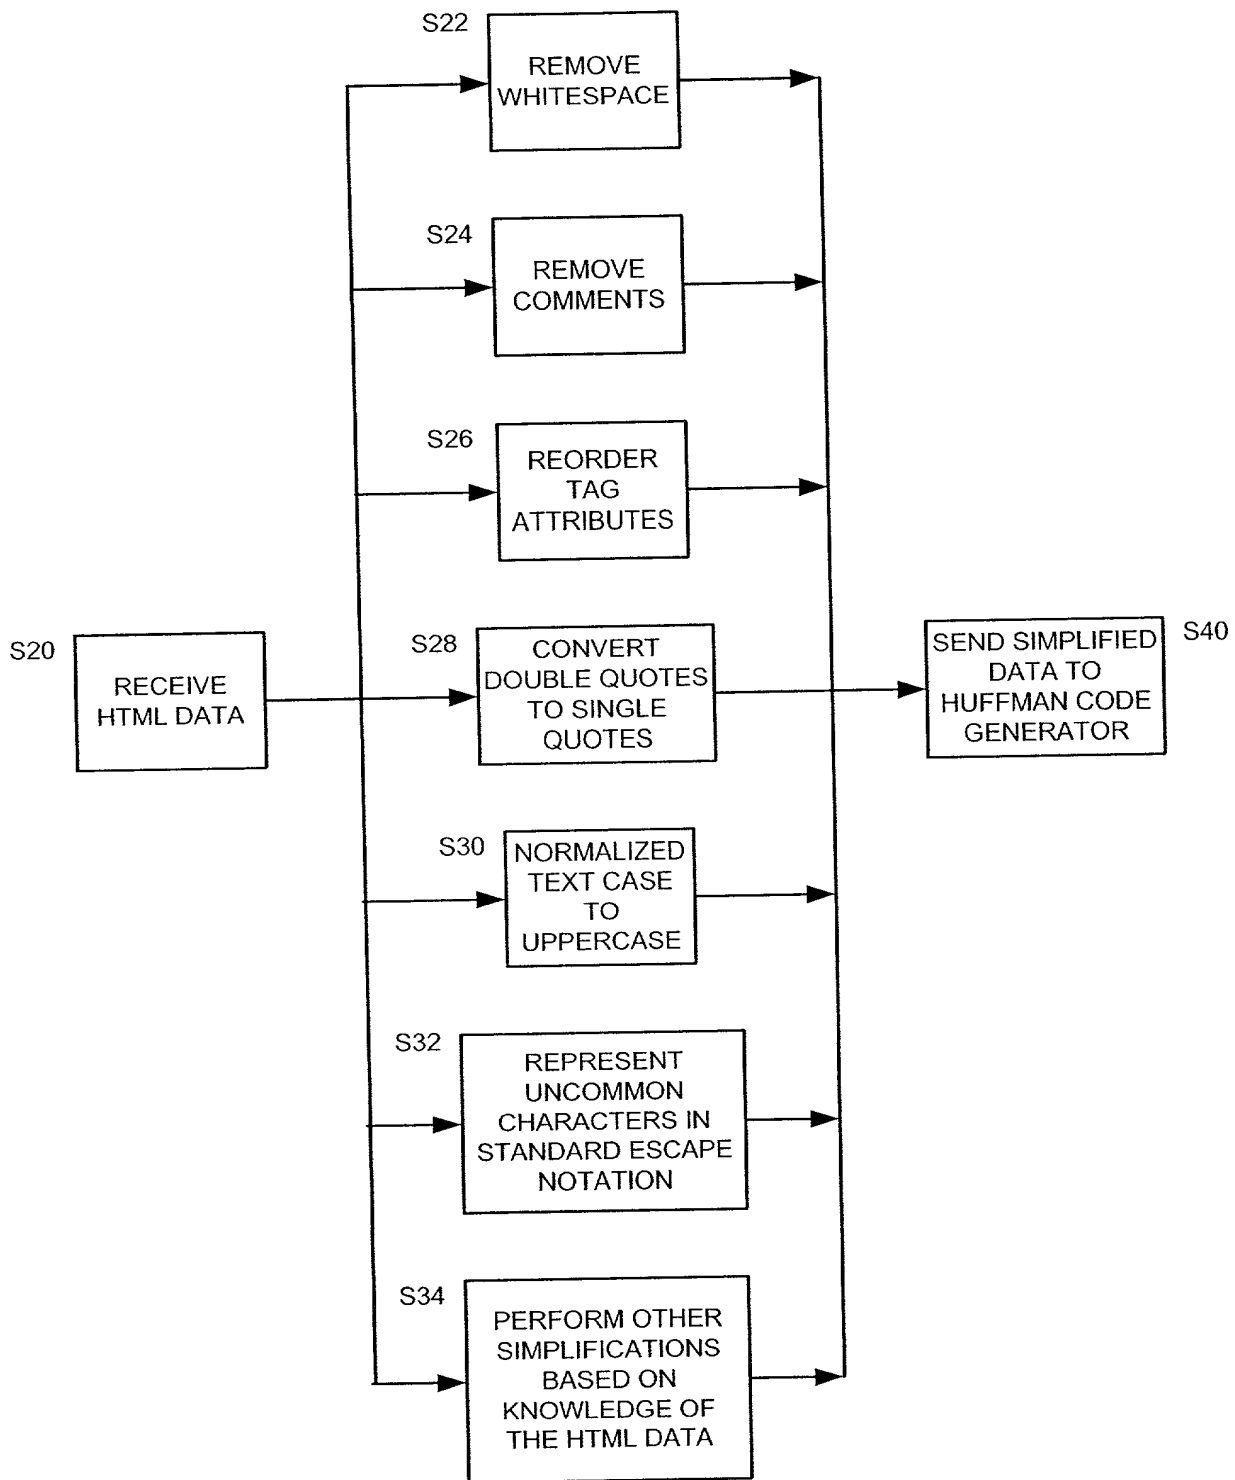 S22
REMOVE
WHITESPACE
S24
REMOVE
COMMENTS
S26
REORDER
TAG
ATTRIBUTES
S20
RECEIVE
HTML DATA
S28
CONVERT
DOUBLE QUOTES
TO SINGLE
QUOTES
SEND SIMPLIFIED
DATA TO
HUFFMAN CODE
GENERATOR
S40
S30
NORMALIZED
TEXT CASE
TO
UPPERCASE
S32
REPRESENT
UNCOMMON
CHARACTERS IN
STANDARD ESCAPE
NOTATION
S34
PERFORM OTHER
SIMPLIFICATIONS
BASED ON
KNOWLEDGE OF
THE HTML DATA